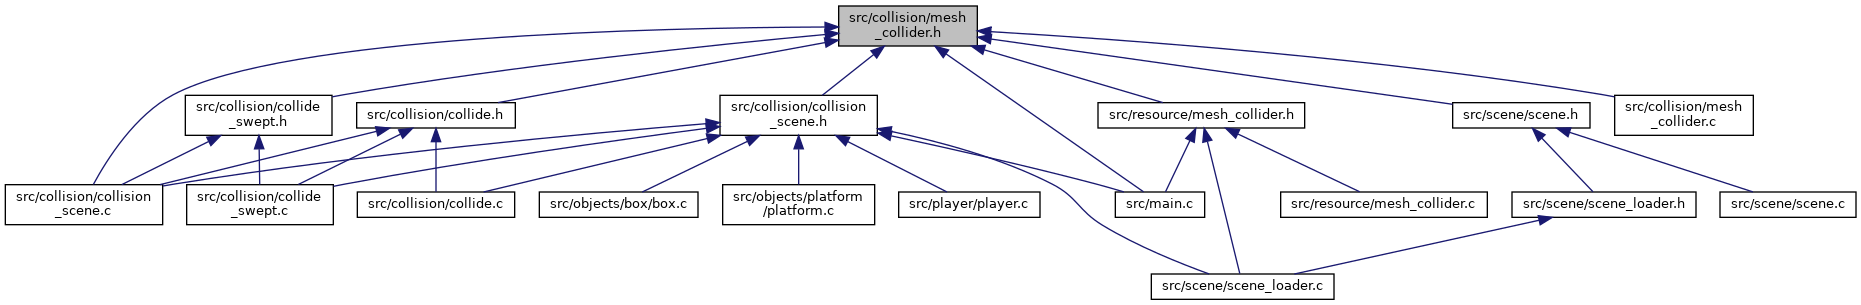 src/collision/mesh
_collider.h
src/collision/collide
_swept.h
src/collision/collide.h
src/collision/collision
_scene.h
src/resource/mesh_collider.h
src/scene/scene.h
src/collision/mesh
_collider.c
src/collision/collision
_scene.c
src/collision/collide
_swept.c
src/collision/collide.c
src/objects/box/box.c
src/objects/platform
/platform.c
src/player/player.c
src/main.c
src/resource/mesh_collider.c
src/scene/scene_loader.h
src/scene/scene.c
src/scene/scene_loader.c